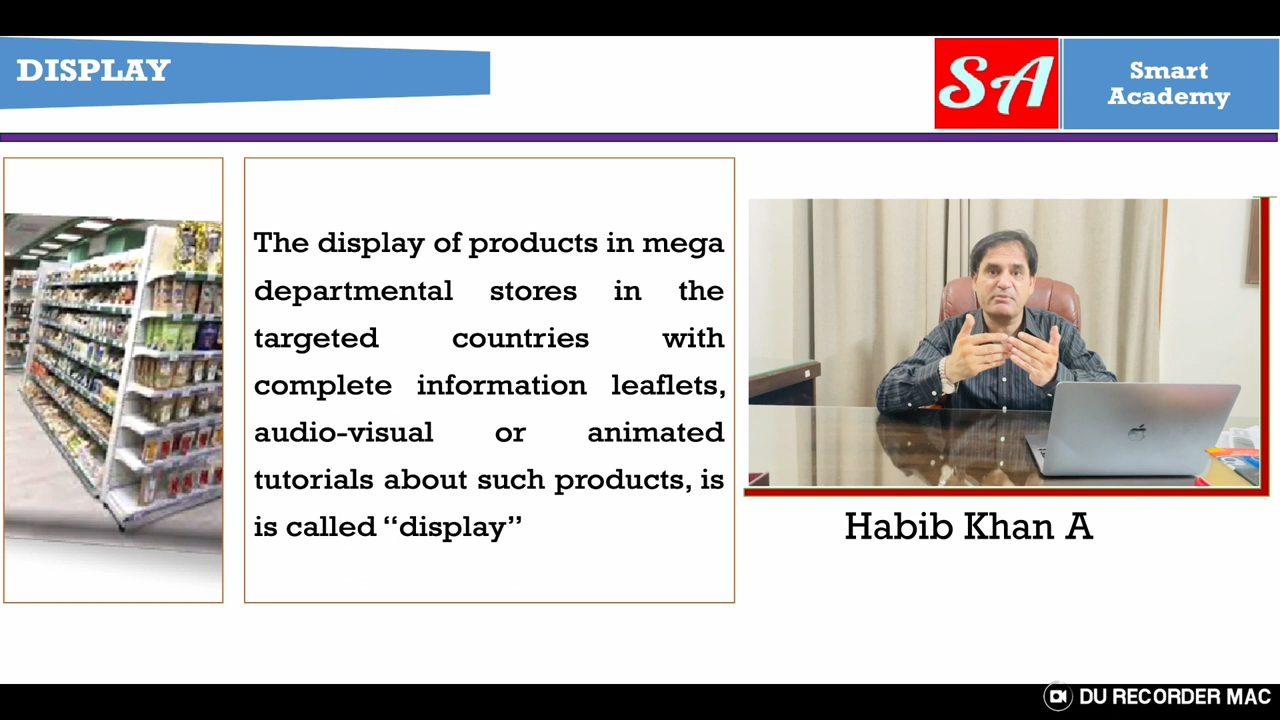 DISPLAY
SA
Smart
Academy
The display of products in mega
departmental stores in the
targeted countries with
complete information leaflets,
audio-visual or animated
tutorials about such products, is
is called “display”
Habib Khan A
DU RECORDER MAC